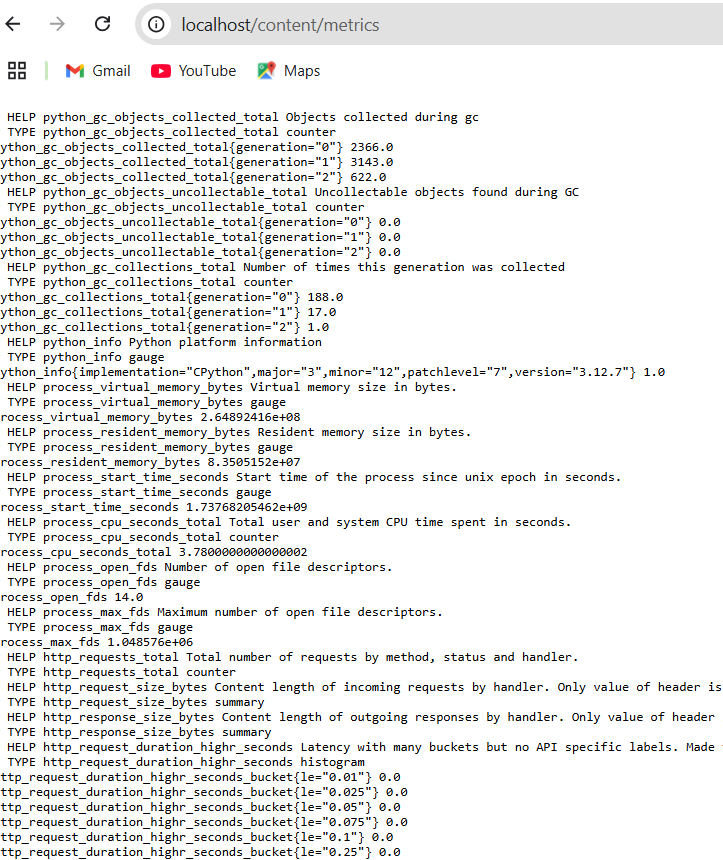 localhost/content/metrics
Gmail YouTube Maps
HELP python_gc_objects_collected_total Objects collected during gc
TYPE python_gc_objects_collected_total counter
ython_gc_objects_collected_total{generation="0"} 2366.0
ython_gc_objects_collected_total{generation="1"} 3143.0
ython_gc_objects_collected_total{generation="2"} 622.0
HELP python_gc_objects_uncollectable_total Uncollectable objects found during GC
TYPE python_gc_objects_uncollectable_total counter
ython_gc_objects_uncollectable_total{generation="0"} 0.0
ython_gc_objects_uncollectable_total{generation="1"} 0.0
ython_gc_objects_uncollectable_total{generation="2"} 0.0
HELP python_gc_collections_total Number of times this generation was collected
TYPE python_gc_collections_total counter
ython_gc_collections_total{generation="0"} 188.0
ython_gc_collections_total{generation="1"} 17.0
ython_gc_collections_total{generation="2"} 1.0
HELP python_info Python platform information
TYPE python_info gauge
ython_info{implementation="CPython",major="3",minor="12",patchlevel="7",version="3.12.7"} 1.0
HELP process_virtual_memory_bytes Virtual memory size in bytes.
TYPE process_virtual_memory_bytes gauge
rocess_virtual_memory_bytes 2.64892416e+08
HELP process_resident_memory_bytes Resident memory size in bytes.
TYPE process_resident_memory_bytes gauge
rocess_resident_memory_bytes 8.3505152e+07
HELP process_start_time_seconds Start time of the process since unix epoch in seconds.
TYPE process_start_time_seconds gauge
rocess_start_time_seconds 1.73768205462e+09
HELP process_cpu_seconds_total Total user and system CPU time spent in seconds.
TYPE process_cpu_seconds_total counter
rocess_cpu_seconds_total 3.7800000000000002
HELP process_open_fds Number of open file descriptors.
TYPE process_open_fds gauge
rocess_open_fds 14.0
HELP process_max_fds Maximum number of open file descriptors.
TYPE process_max_fds gauge
rocess_max_fds 1.048576e+06
HELP http_requests_total Total number of requests by method, status and handler.
TYPE http_requests_total counter
HELP http_request_size_bytes Content length of incoming requests by handler. Only value of header is
TYPE http_request_size_bytes summary
HELP http_response_size_bytes Content length of outgoing responses by handler. Only value of header
TYPE http_response_size_bytes summary
HELP http_request_duration_highr_seconds Latency with many buckets but no API specific labels. Made
TYPE http_request_duration_highr_seconds histogram
ttp_request_duration_highr_seconds_bucket{le="0.01"} 0.0
ttp_request_duration_highr_seconds_bucket{le="0.025"} 0.0
ttp_request_duration_highr_seconds_bucket{le="0.05"} 0.0
ttp_request_duration_highr_seconds_bucket{le="0.075"} 0.0
ttp_request_duration_highr_seconds_bucket{le="0.1"} 0.0
ttp_request_duration_highr_seconds_bucket{le="0.25"} 0.0